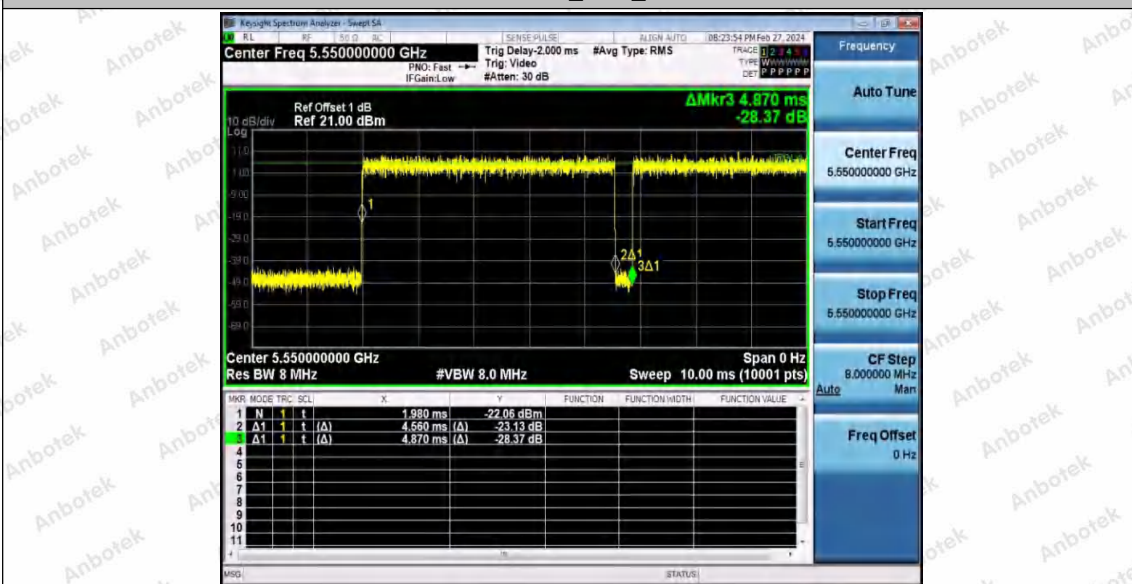 Keysight Spectrum Analyzer - Swept SA
RL RF 50 Ω AC SENSE:PULSE ALIGN AUTO 08:23:54 PM Feb 27, 2024
Center Freq 5.550000000 GHz
Trig Delay-2.000 ms #Avg Type: RMS
PNO: Fast Trig: Video
IFGain:Low #Atten: 30 dB
TRACE 1 2 3 4 5 6
TYPE WWWWWW
DET P P P P P P
ΔMkr3 4.870 ms
-28.37 dB
Ref Offset 1 dB
10 dB/div Ref 21.00 dBm
Log
11.0
1.00
-9.00
-19.0
-29.0
-39.0
-49.0
-59.0
-69.0
1
2Δ1
3Δ1
Center 5.550000000 GHz Span 0 Hz
Res BW 8 MHz #VBW 8.0 MHz Sweep 10.00 ms (10001 pts)
MKR MODE TRC SCL X Y FUNCTION FUNCTION WIDTH FUNCTION VALUE
1 N 1 t 1.980 ms -22.06 dBm
2 Δ1 1 t (Δ) 4.560 ms (Δ) -23.13 dB
3 Δ1 1 t (Δ) 4.870 ms (Δ) -28.37 dB
4
5
6
7
8
9
10
11
MSG STATUS
Frequency
Auto Tune
Center Freq
5.550000000 GHz
Start Freq
5.550000000 GHz
Stop Freq
5.550000000 GHz
CF Step
8.000000 MHz
Auto Man
Freq Offset
0 Hz
Anbotek